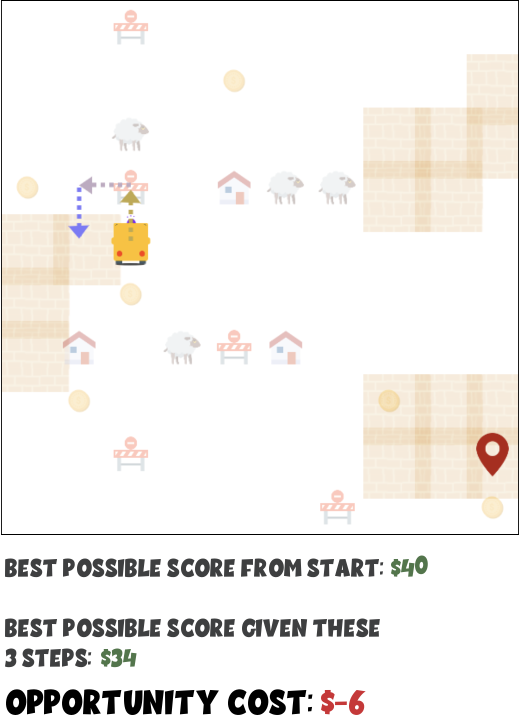 BEST POSSIBLE SCORE FROM START: $40
BEST POSSIBLE SCORE GIVEN THESE
3 STEPS: $34
OPPORTUNITY COST: $-6